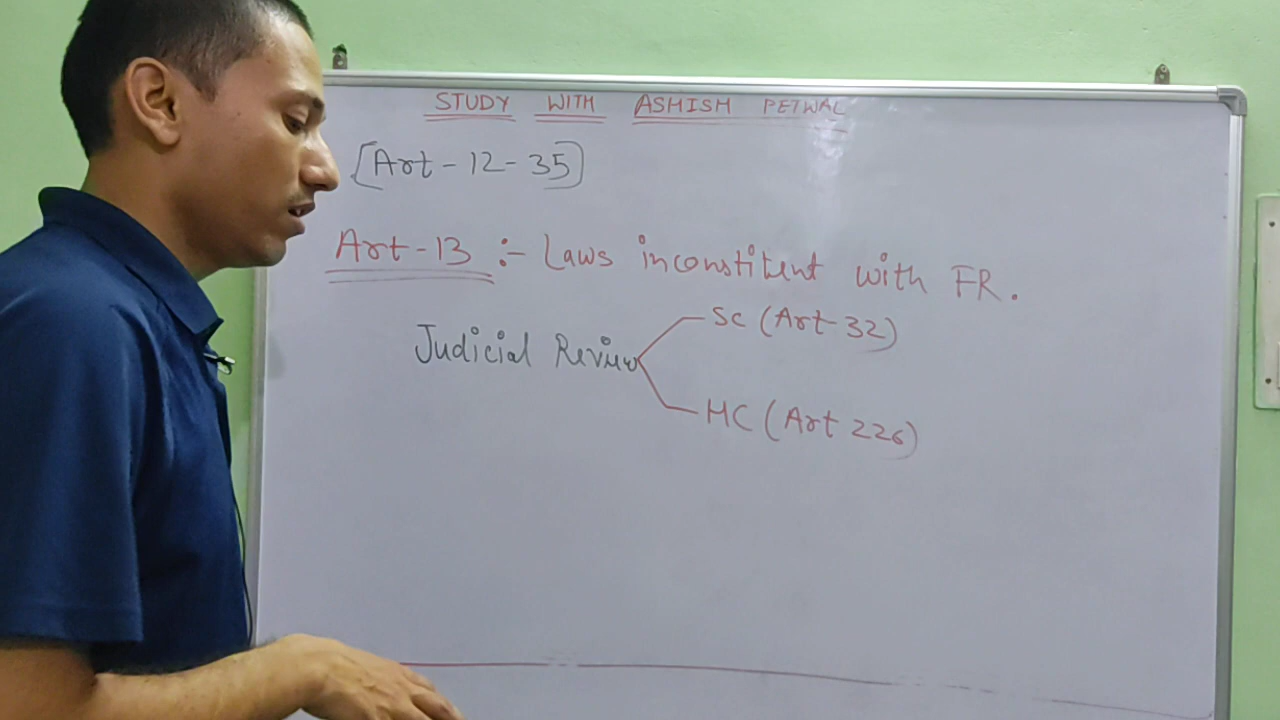 STUDY WITH ASHISH PETWAL
[Art - 12 - 35]
Art - 13 :- Laws inconstitent with FR.
SC (Art 32)
Judicial Review
HC (Art 226)